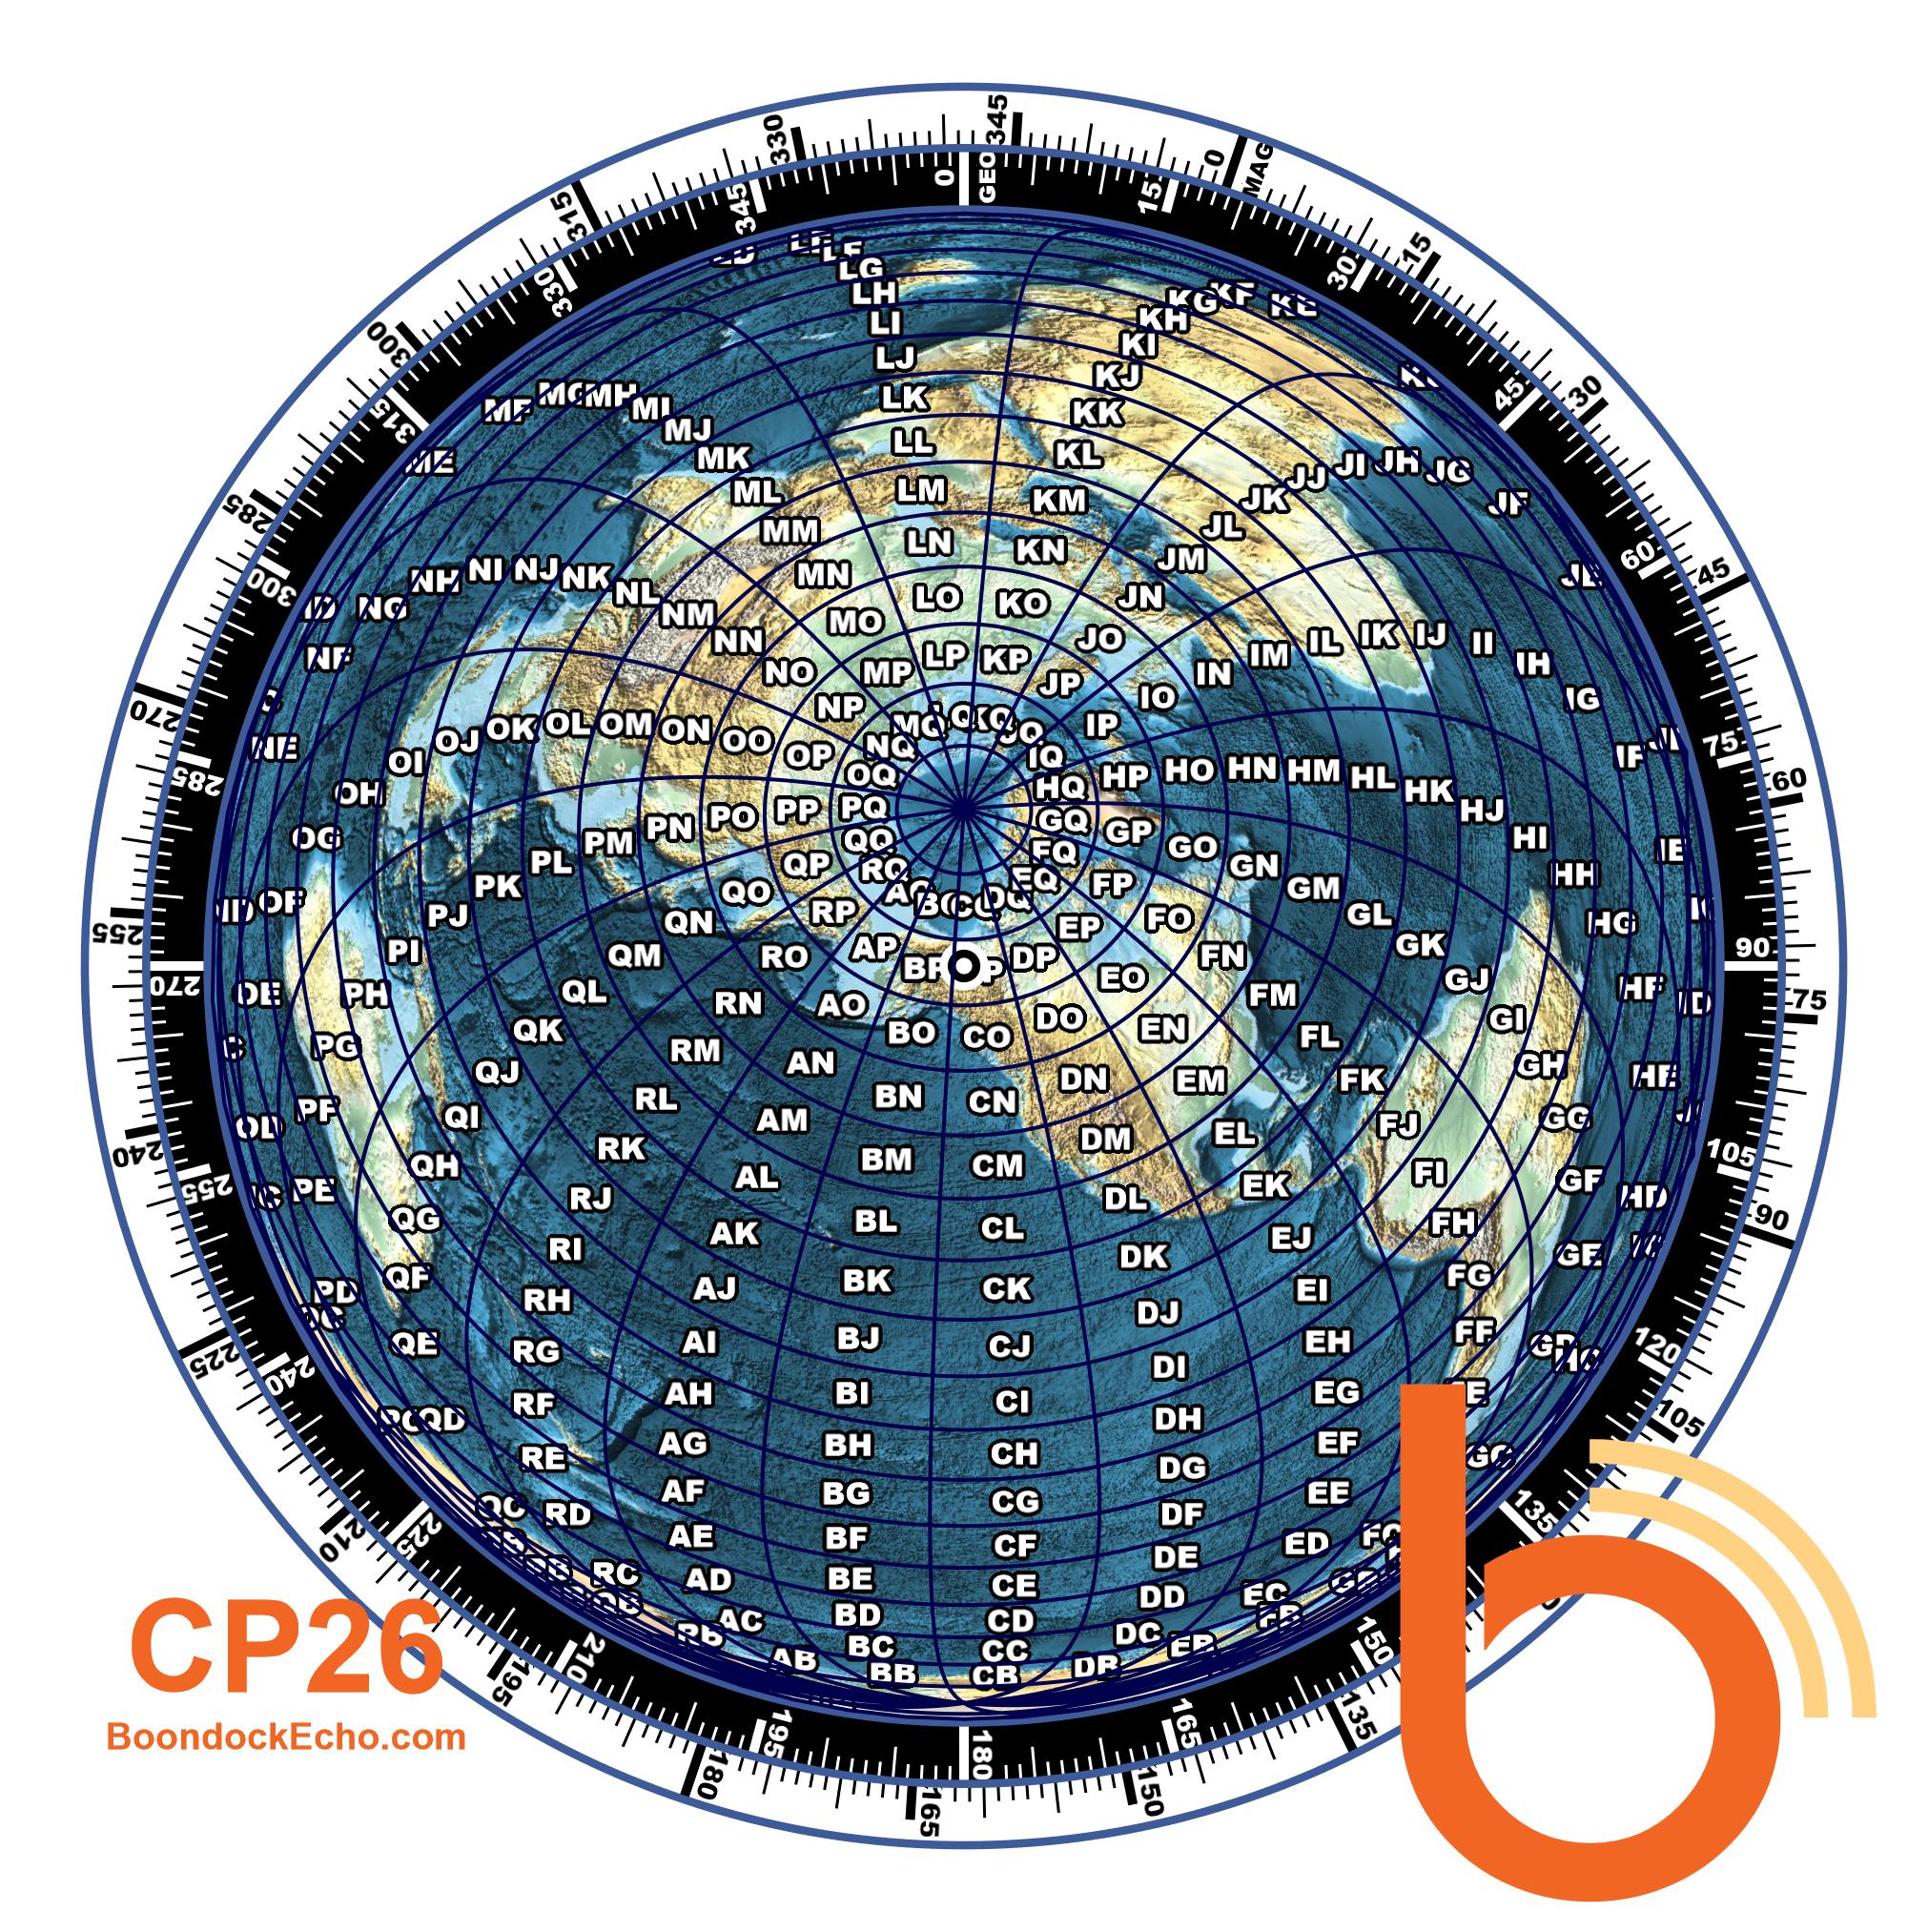 345
330
0
GEO
0
MAG
15
345
315
15
30
330
300
30
45
315
285
45
60
300
270
60
75
285
255
75
90
270
240
90
105
255
225
105
120
240
210
135
225
195
150
210
135
180
195
180
165
165
150
LG
LH
LI
LJ
LK
LL
LM
LN
LO
LP
KG
KF
KE
KH
KI
KJ
KK
KL
KM
KN
KO
KP
MF
MH
MI
MJ
MK
ML
MM
MN
MO
MP
MQ
ME
JK
JJ
JI
JH
JG
JF
JL
JM
JN
JO
JP
NH
NI
NJ
NK
NL
NM
NN
NO
NP
NQ
NG
NF
NE
IP
IO
IN
IM
IL
IK
IJ
II
IH
IG
IF
IQ
IE
OG
OH
OI
OJ
OK
OL
OM
ON
OO
OP
OQ
OF
HQ
HP
HO
HN
HM
HL
HK
HJ
HI
HH
HG
HF
HE
HD
PE
PF
PG
PH
PI
PJ
PK
PL
PM
PN
PO
PP
PQ
PD
GQ
GP
GO
GN
GM
GL
GK
GJ
GI
GH
GG
GF
GE
QD
QE
QF
QG
QH
QI
QJ
QK
QL
QM
QN
QO
QP
QQ
QC
FQ
FP
FO
FN
FM
FL
FK
FJ
FI
FH
FG
FF
RB
RC
RD
RE
RF
RG
RH
RI
RJ
RK
RL
RM
RN
RO
RP
RQ
EQ
EP
EO
EN
EM
EL
EK
EJ
EI
EH
EG
EF
EE
ED
EC
AP
AO
AN
AM
AL
AK
AJ
AI
AH
AG
AF
AE
AD
AC
AB
DP
DO
DN
DM
DL
DK
DJ
DI
DH
DG
DF
DE
DD
DC
DB
BO
BN
BM
BL
BK
BJ
BI
BH
BG
BF
BE
BD
BC
BB
CO
CN
CM
CL
CK
CJ
CI
CH
CG
CF
CE
CD
CC
CB
CP26
BoondockEcho.com
b